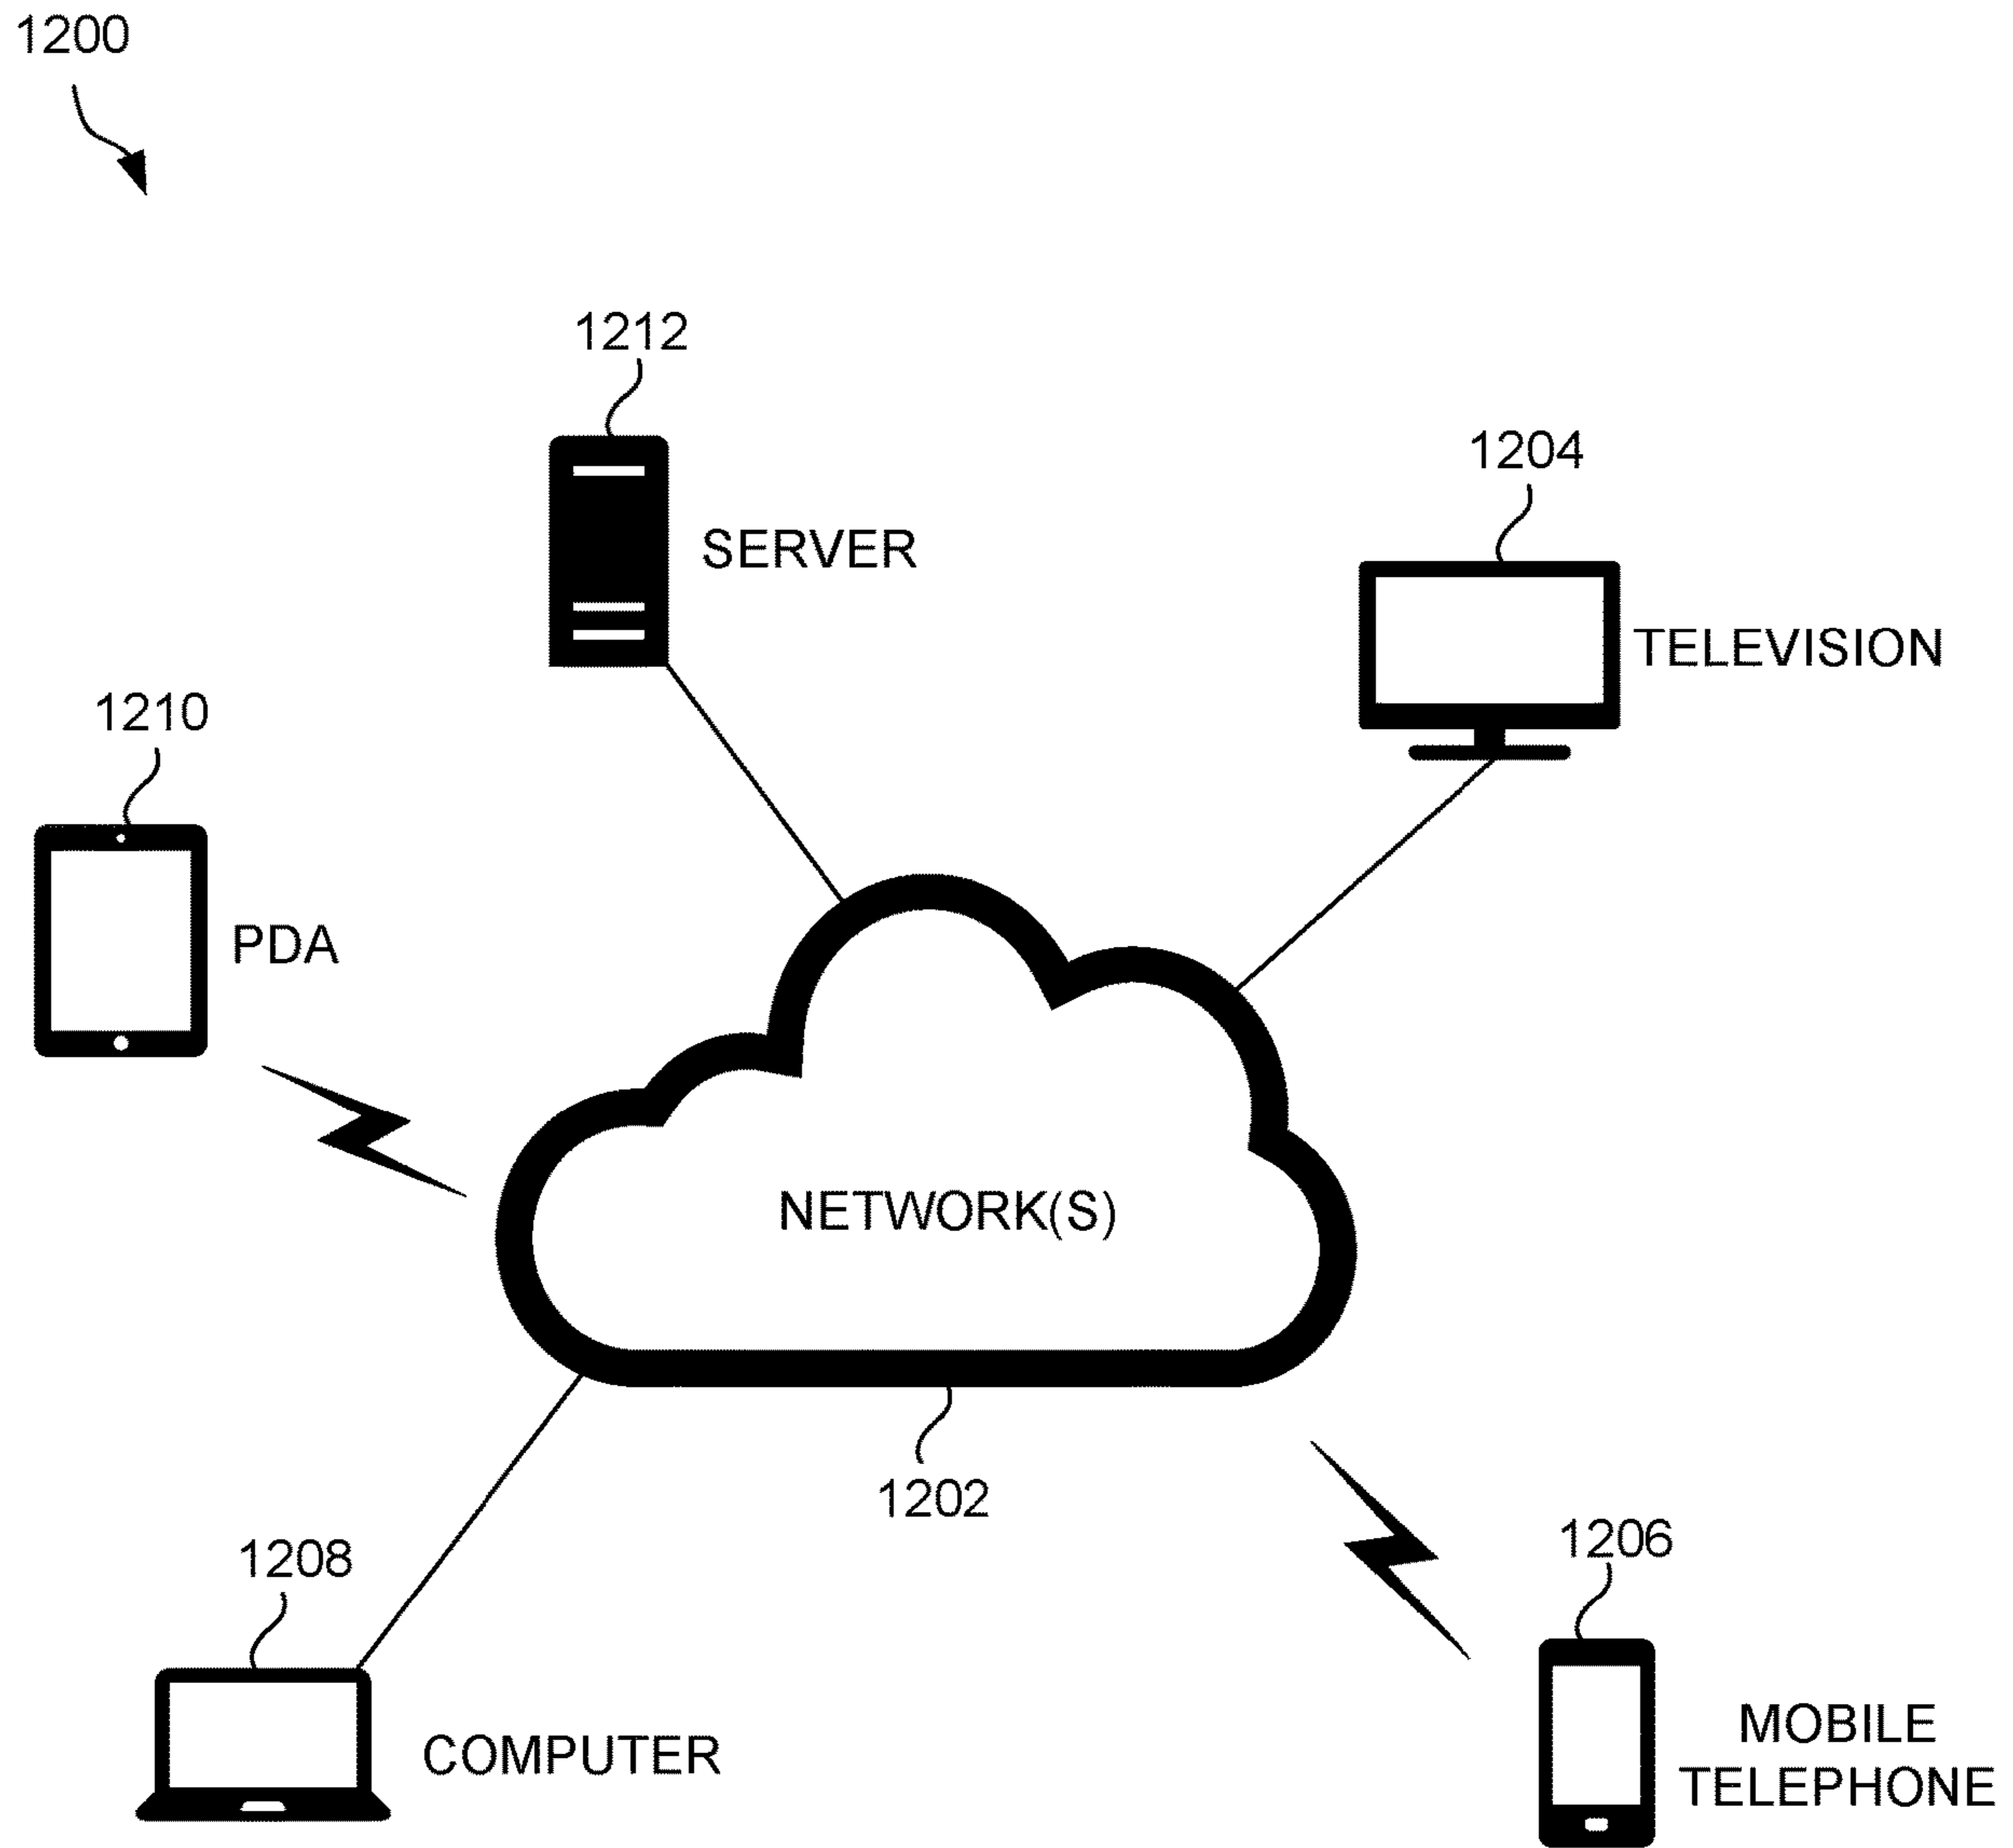 1200
1212
SERVER
1204
TELEVISION
1210
PDA
NETWORK(S)
1202
1208
COMPUTER
1206
MOBILE
TELEPHONE